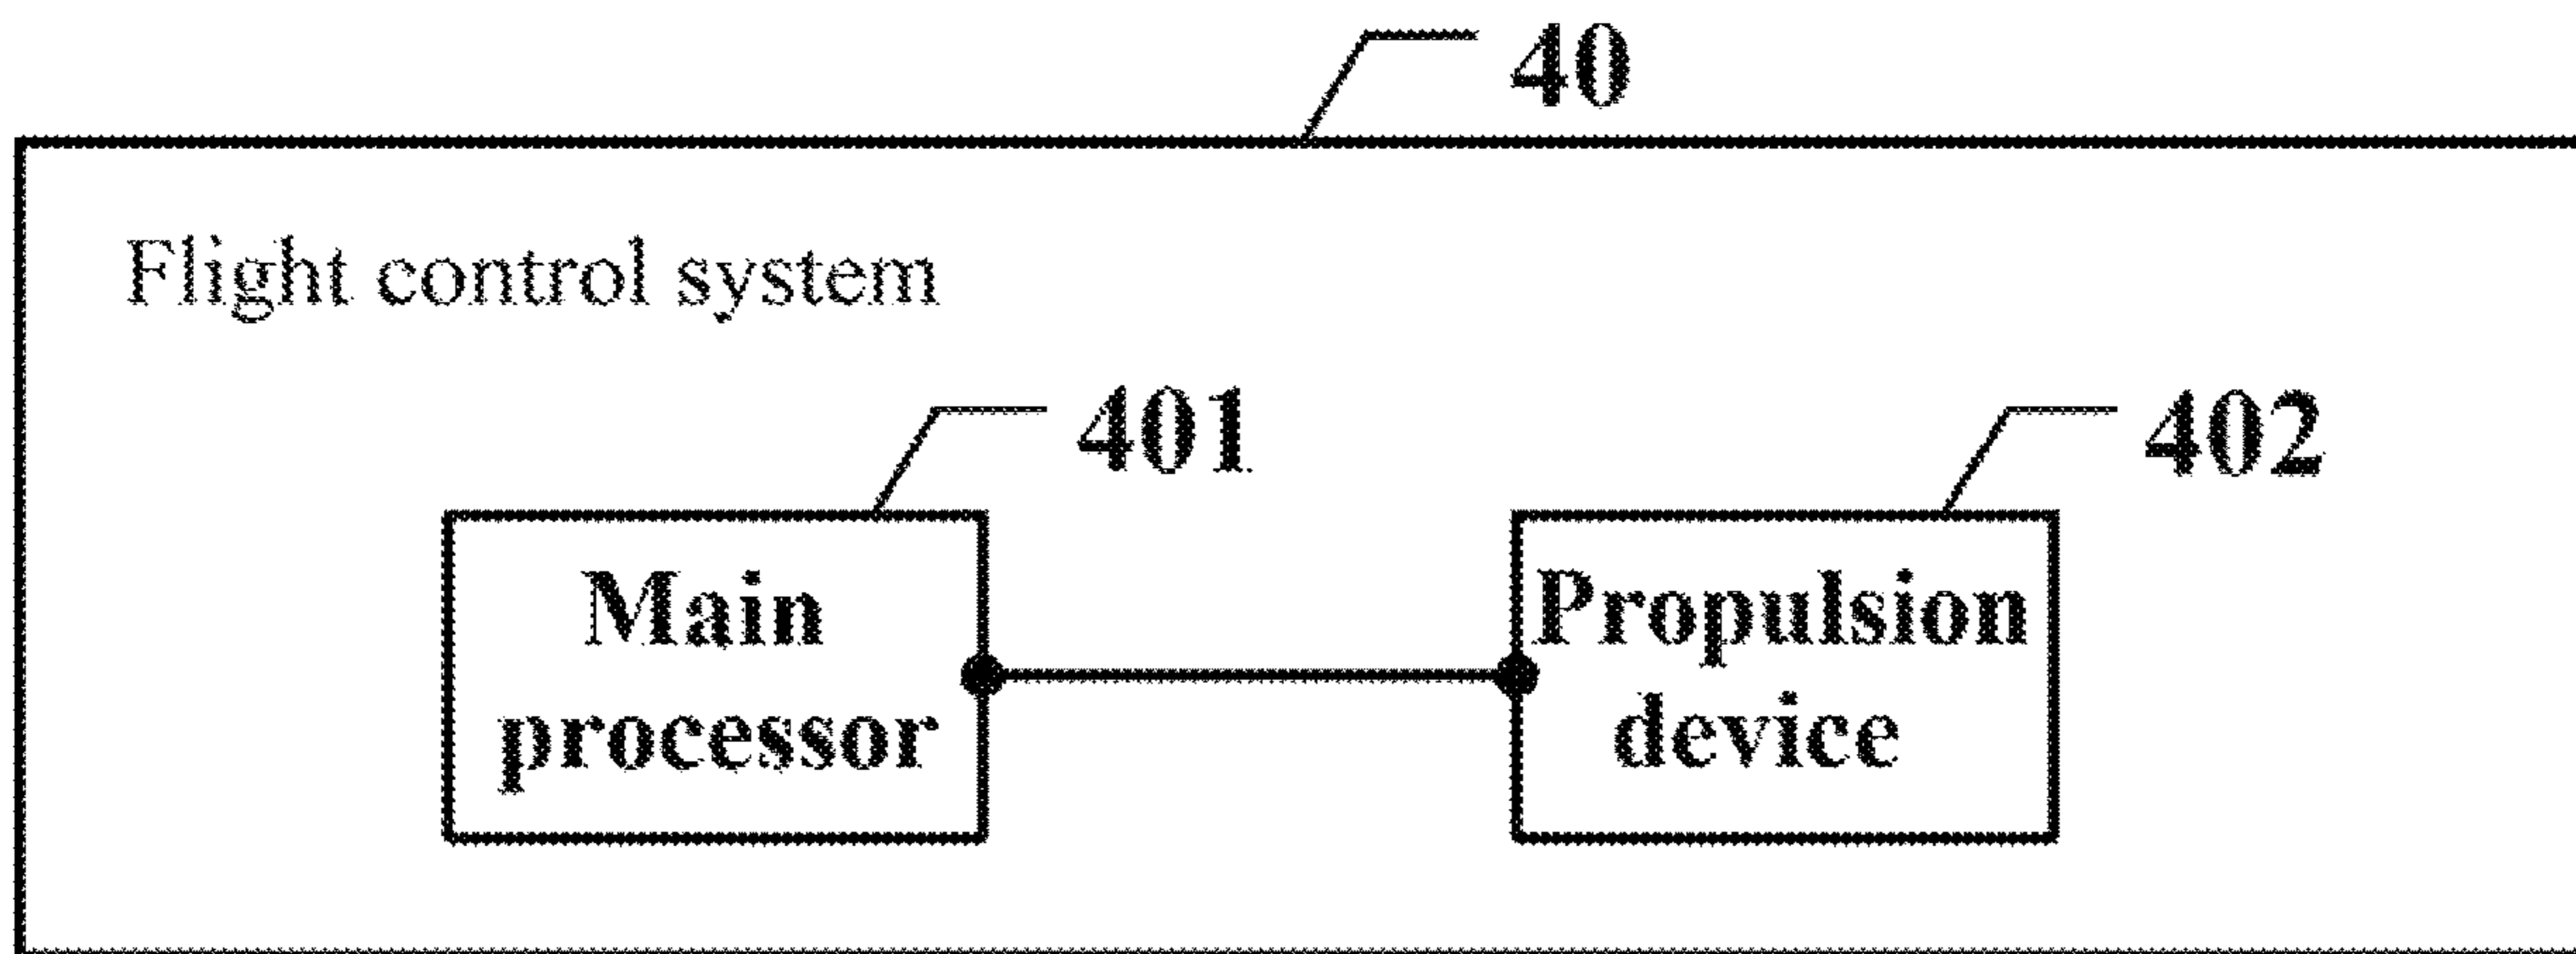 40
Flight control system
401
402
Main
processor
Propulsion
device